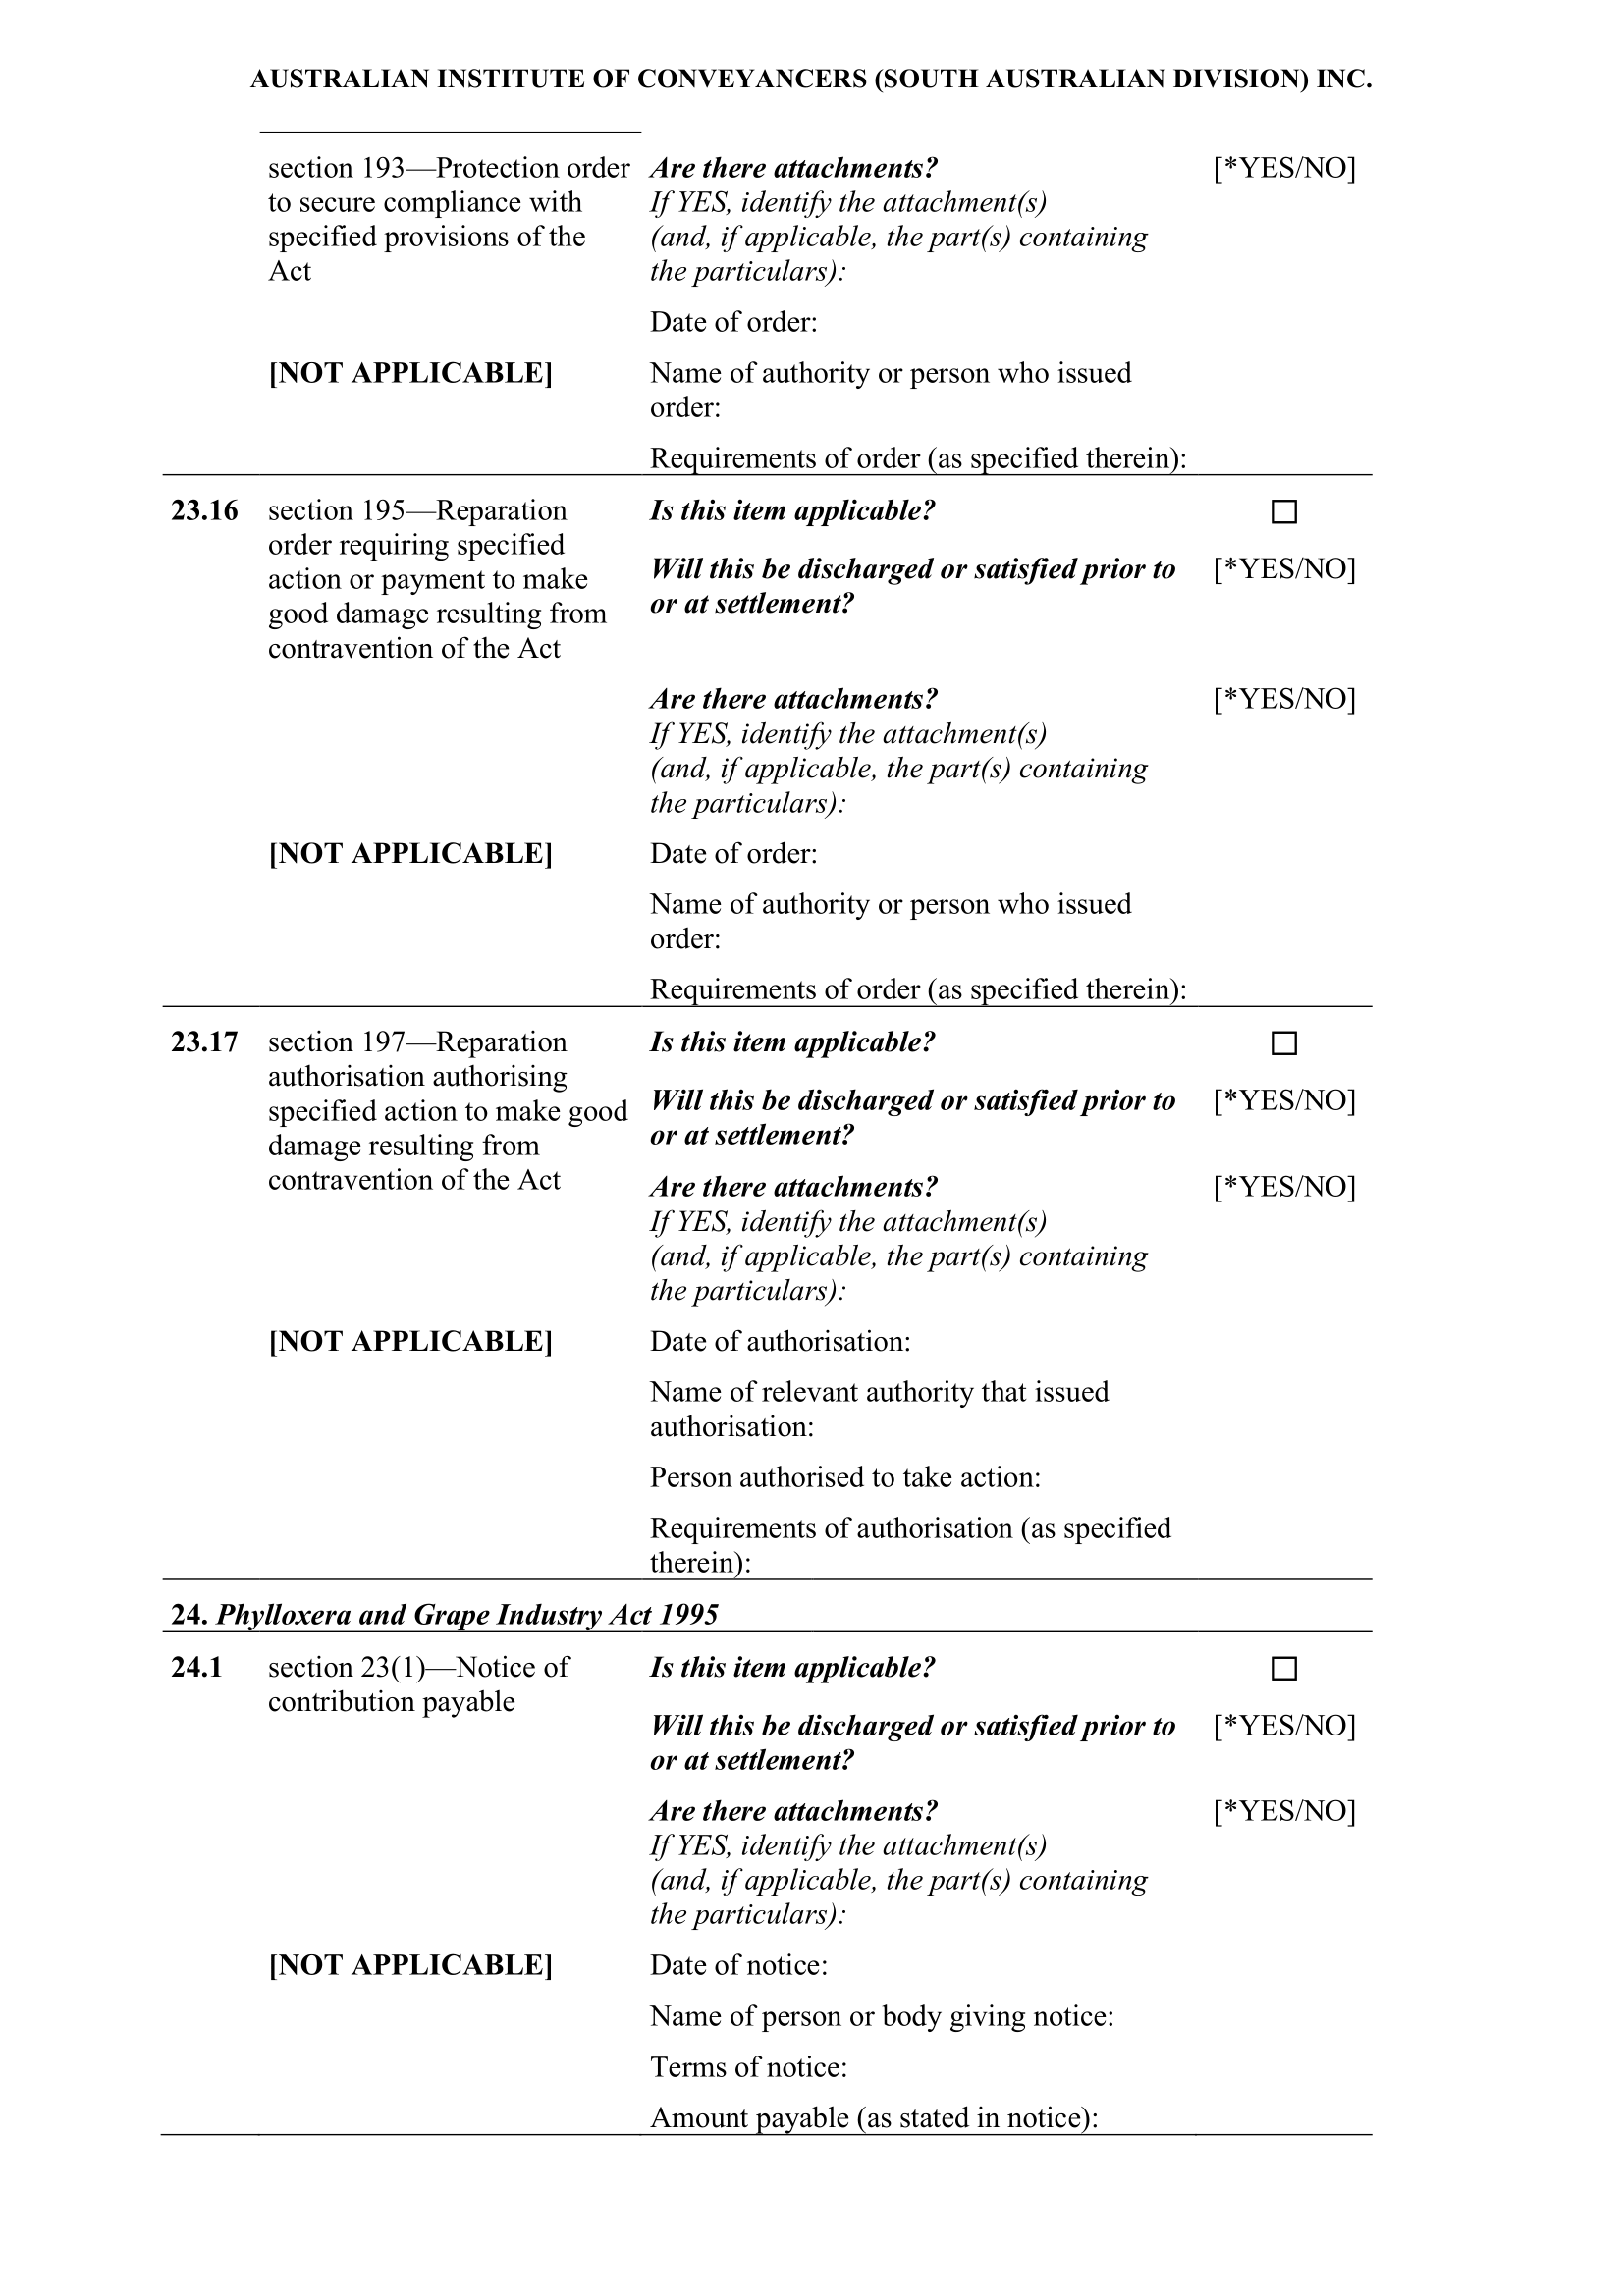 AUSTRALIAN INSTITUTE OF CONVEYANCERS (SOUTH AUSTRALIAN DIVISION) INC.
section 193—Protection order
to secure compliance with
specified provisions of the
Act
Are there attachments? [*YES/NO]
If YES, identify the attachment(s)
(and, if applicable, the part(s) containing
the particulars):
Date of order:
[NOT APPLICABLE]
Name of authority or person who issued
order:
Requirements of order (as specified therein):
23.16
section 195—Reparation
order requiring specified
action or payment to make
good damage resulting from
contravention of the Act
Is this item applicable? ☐
Will this be discharged or satisfied prior to [*YES/NO]
or at settlement?
Are there attachments? [*YES/NO]
If YES, identify the attachment(s)
(and, if applicable, the part(s) containing
the particulars):
[NOT APPLICABLE]
Date of order:
Name of authority or person who issued
order:
Requirements of order (as specified therein):
23.17
section 197—Reparation
authorisation authorising
specified action to make good
damage resulting from
contravention of the Act
Is this item applicable? ☐
Will this be discharged or satisfied prior to [*YES/NO]
or at settlement?
Are there attachments? [*YES/NO]
If YES, identify the attachment(s)
(and, if applicable, the part(s) containing
the particulars):
[NOT APPLICABLE]
Date of authorisation:
Name of relevant authority that issued
authorisation:
Person authorised to take action:
Requirements of authorisation (as specified
therein):
24. Phylloxera and Grape Industry Act 1995
24.1
section 23(1)—Notice of
contribution payable
Is this item applicable? ☐
Will this be discharged or satisfied prior to [*YES/NO]
or at settlement?
Are there attachments? [*YES/NO]
If YES, identify the attachment(s)
(and, if applicable, the part(s) containing
the particulars):
[NOT APPLICABLE]
Date of notice:
Name of person or body giving notice:
Terms of notice:
Amount payable (as stated in notice):